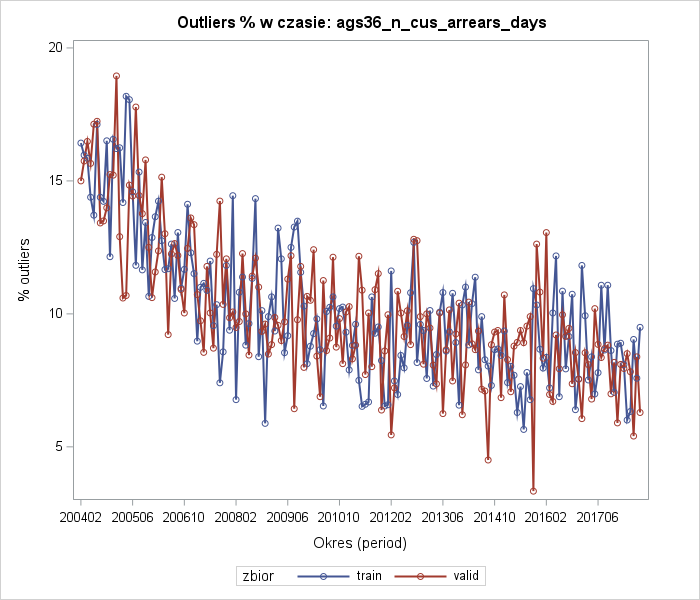 Outliers % w czasie: ags36_n_cus_arrears_days
% outliers
20
15
10
5
200402 200506 200610 200802 200906 201010 201202 201306 201410 201602 201706
Okres (period)
zbior train valid